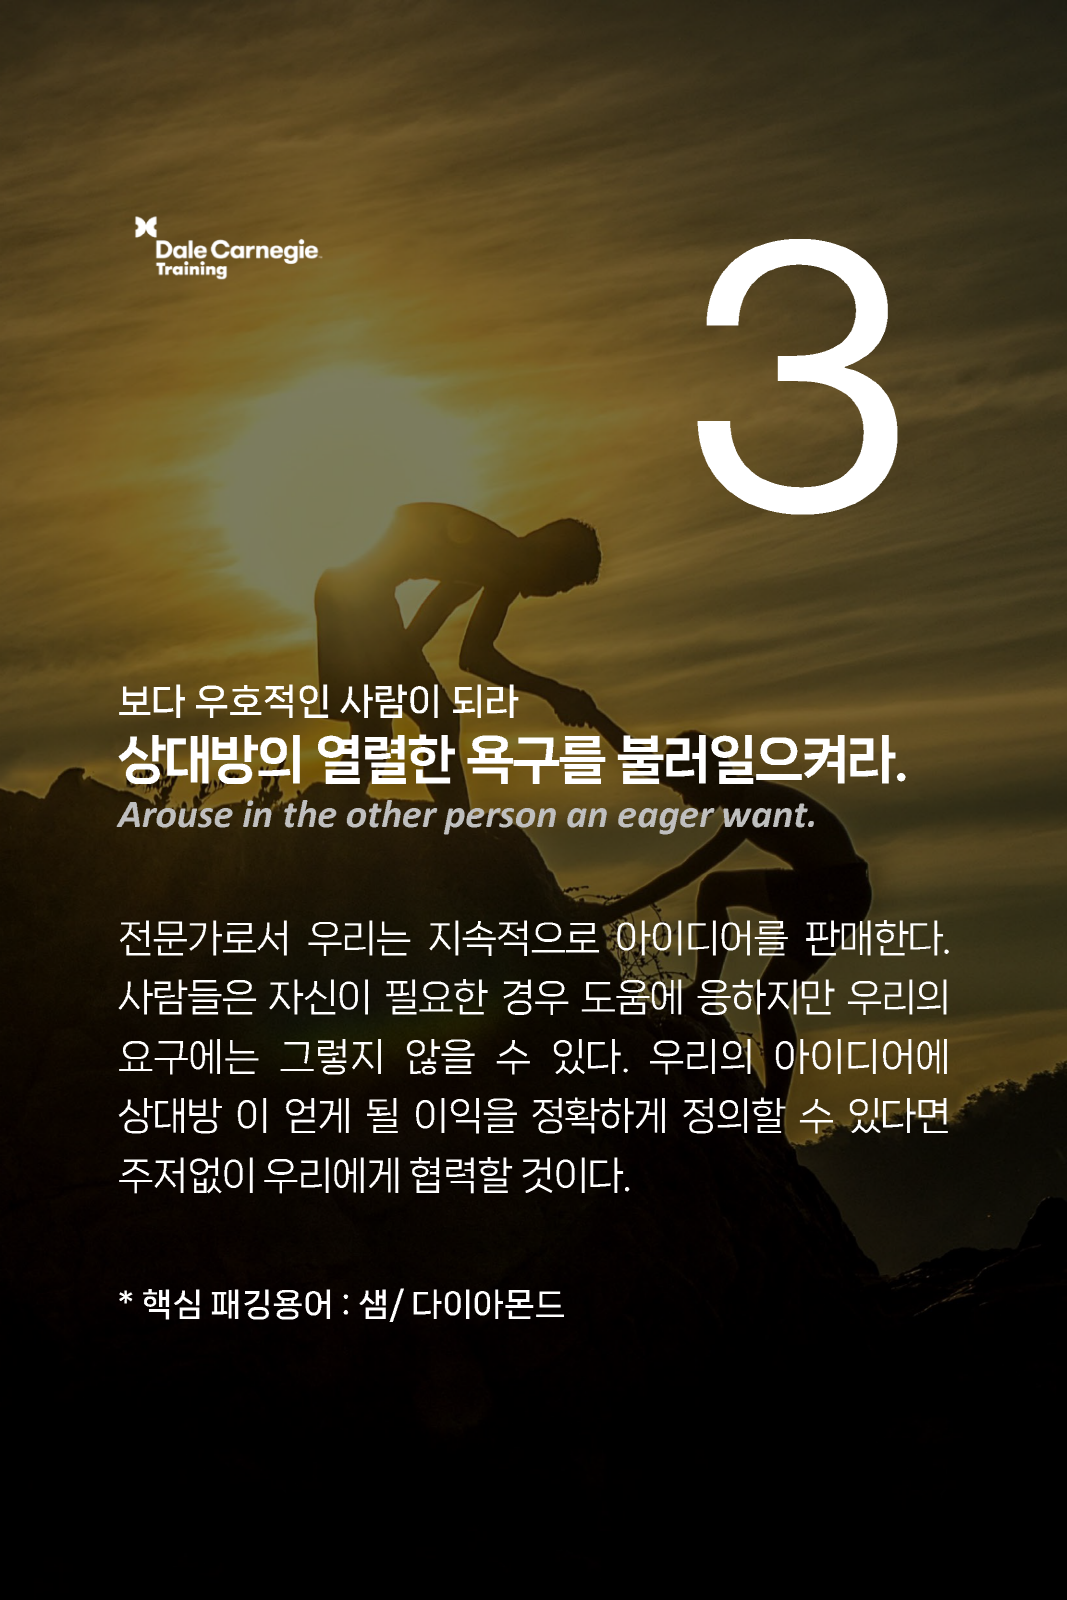 Dale Carnegie
Training
3
보다 우호적인 사람이 되라
상대방의 열렬한 욕구를 불러일으켜라.
Arouse in the other person an eager want.
전문가로서 우리는 지속적으로 아이디어를 판매한다.
사람들은 자신이 필요한 경우 도움에 응하지만 우리의
요구에는 그렇지 않을 수 있다. 우리의 아이디어에
상대방 이 얻게 될 이익을 정확하게 정의할 수 있다면
주저없이 우리에게 협력할 것이다.
* 핵심 패깅용어 : 샘/ 다이아몬드